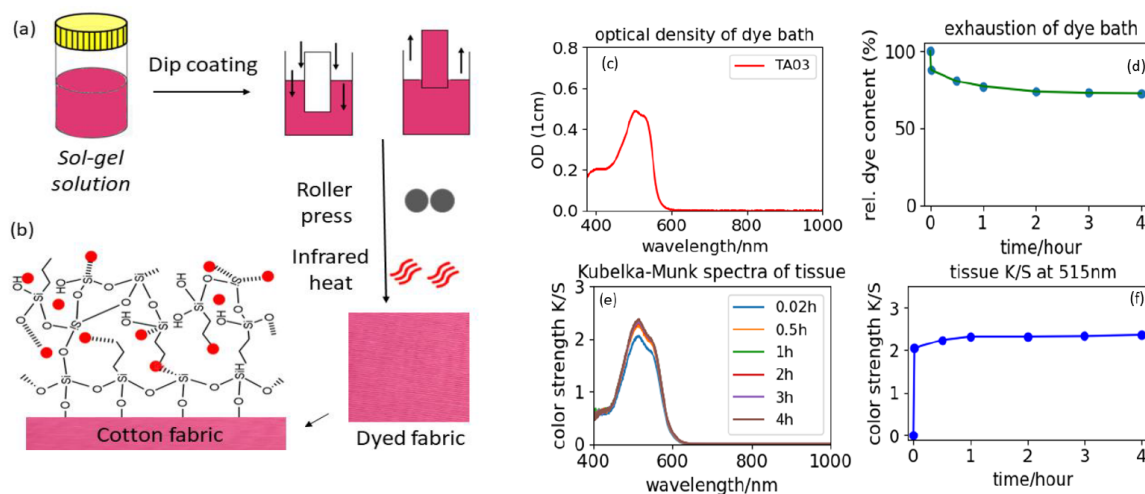 (a)
Dip coating
Sol-gel
solution
Roller
press
Infrared
heat
(b)
OH
Si
O
Cotton fabric
Dyed fabric
optical density of dye bath
(c)
TA03
OD (1cm)
0.8
0.6
0.4
0.2
0.0
400
600
800
1000
wavelength/nm
exhaustion of dye bath
(d)
rel. dye content (%)
100
75
50
0
1
2
3
4
time/hour
Kubelka-Munk spectra of tissue
(e)
color strength K/S
3
2
1
0
0.02h
0.5h
1h
2h
3h
4h
400
600
800
1000
wavelength/nm
tissue K/S at 515nm
(f)
color strength K/S
3
2
1
0
0
1
2
3
4
time/hour